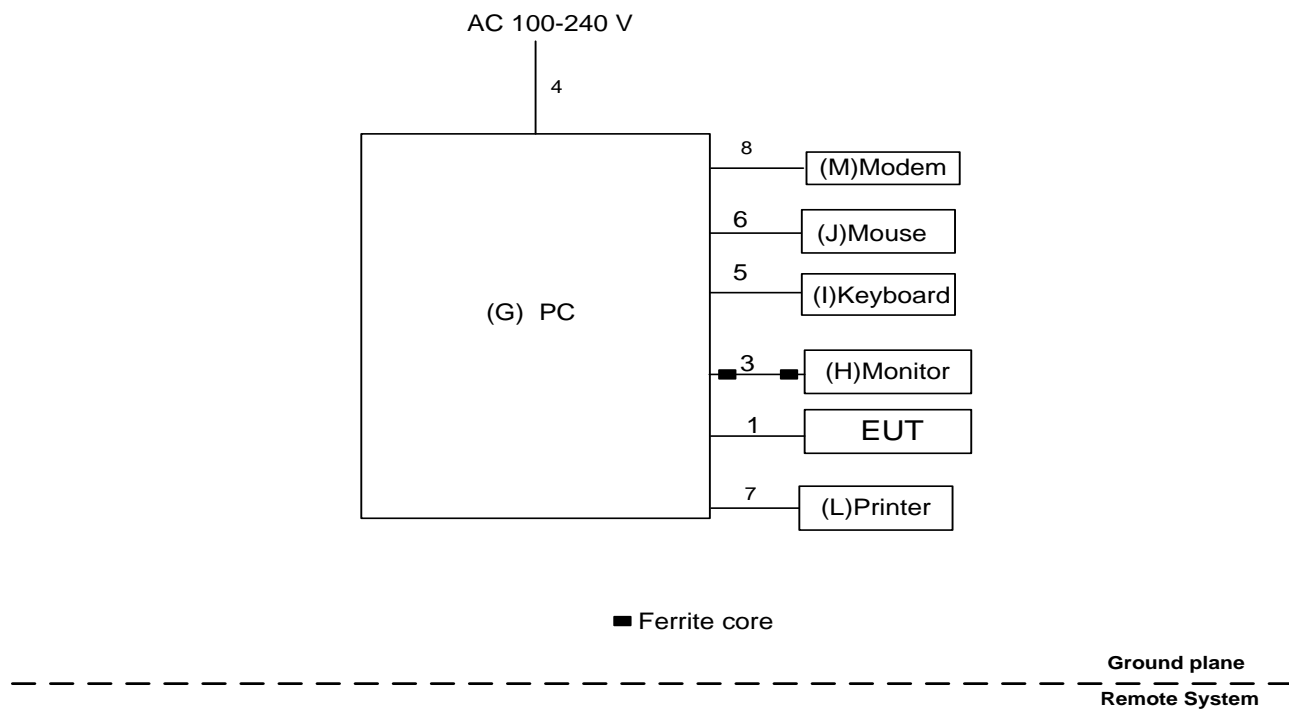 AC 100-240 V
4
8
(M)Modem
6
(J)Mouse
5
(I)Keyboard
(G) PC
3
(H)Monitor
1
EUT
7
(L)Printer
Ferrite core
Ground plane
Remote System